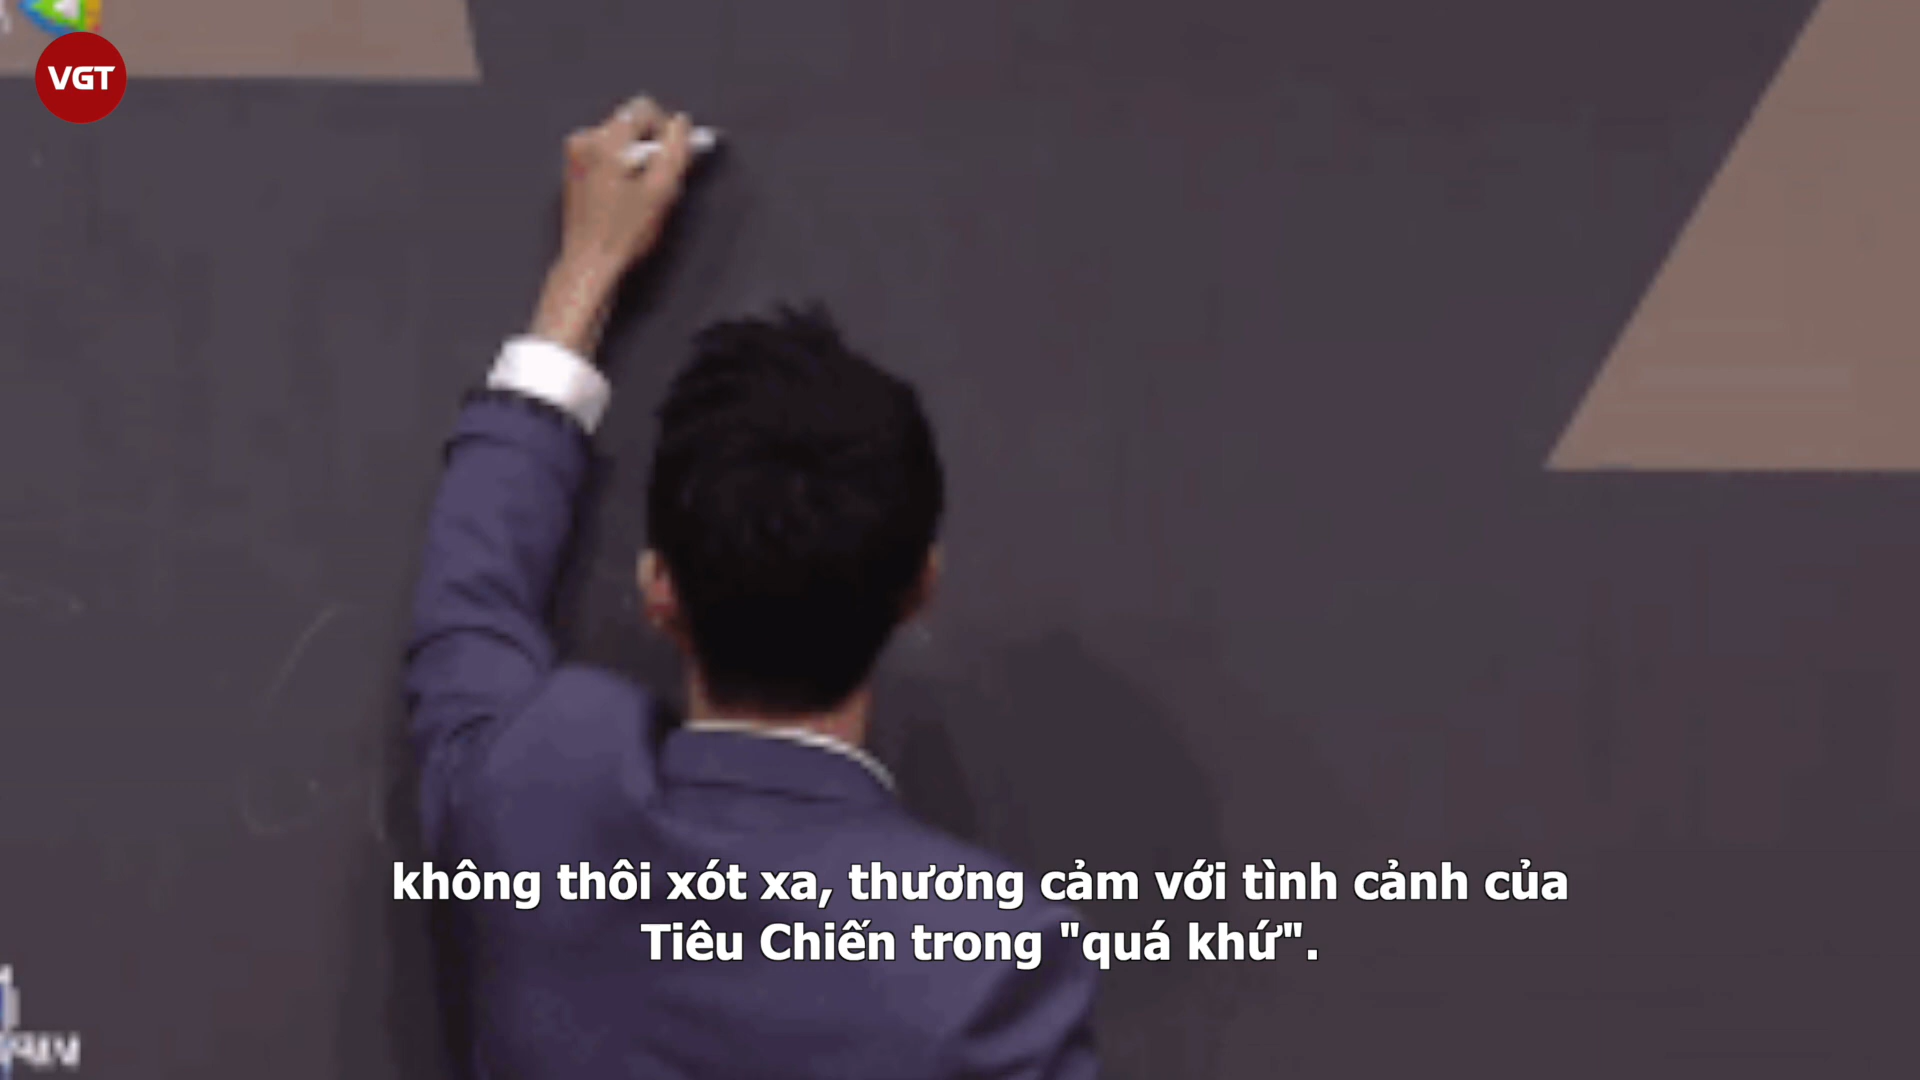 VGT
không thôi xót xa, thương cảm với tình cảnh của
Tiêu Chiến trong "quá khứ".